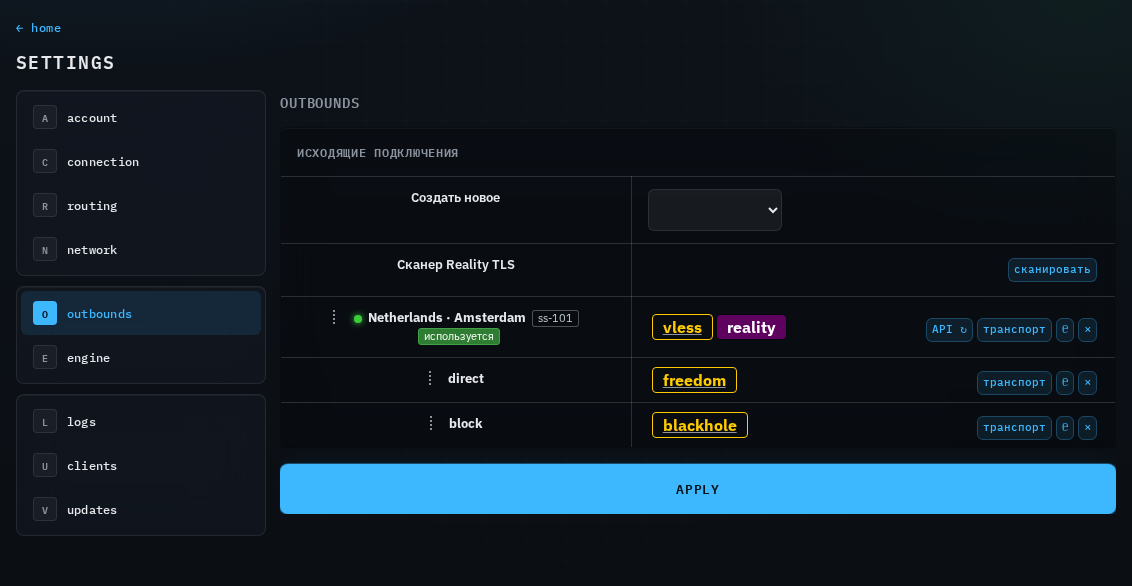 ← home
SETTINGS
A account
C connection
R routing
N network
O outbounds
E engine
L logs
U clients
V updates
OUTBOUNDS
ИСХОДЯЩИЕ ПОДКЛЮЧЕНИЯ
Создать новое
Сканер Reality TLS
сканировать
Netherlands · Amsterdam ss-101
используется
vless reality
API ↻ транспорт ℮ ×
direct
freedom
транспорт ℮ ×
block
blackhole
транспорт ℮ ×
APPLY